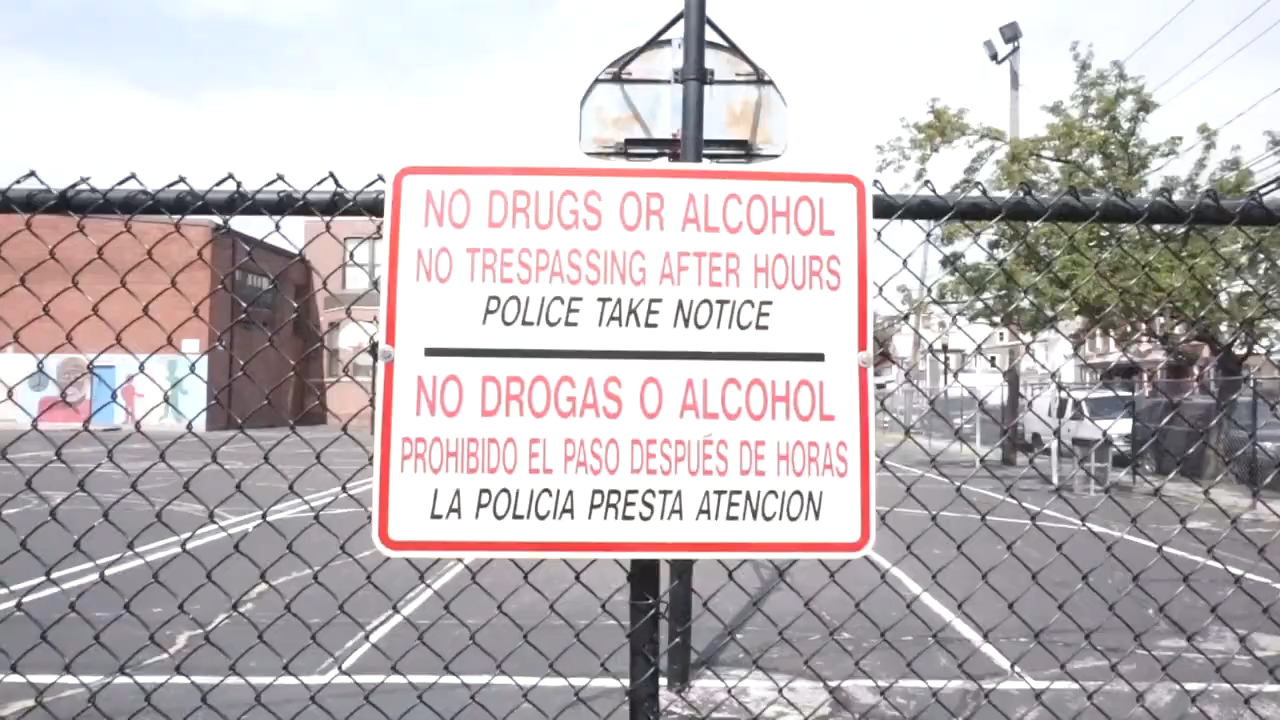 NO DRUGS OR ALCOHOL
NO TRESPASSING AFTER HOURS
POLICE TAKE NOTICE
NO DROGAS O ALCOHOL
PROHIBIDO EL PASO DESPUÉS DE HORAS
LA POLICIA PRESTA ATENCION